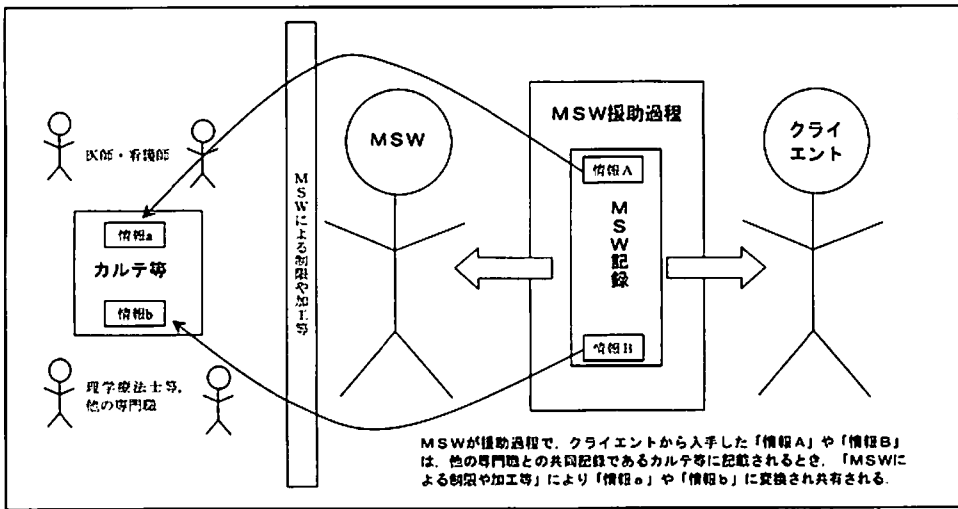 医師・看護師
情報a
カルテ等
情報b
理学療法士等,
他の専門職
MSWによる制限や加工等
MSW
MSW援助過程
情報A
MSW記録
情報B
クライ
エント
MSWが援助過程で,クライエントから入手した「情報A」や「情報B」
は,他の専門職との共同記録であるカルテ等に記載されるとき,「MSWに
よる制限や加工等」により「情報a」や「情報b」に変換され共有される.